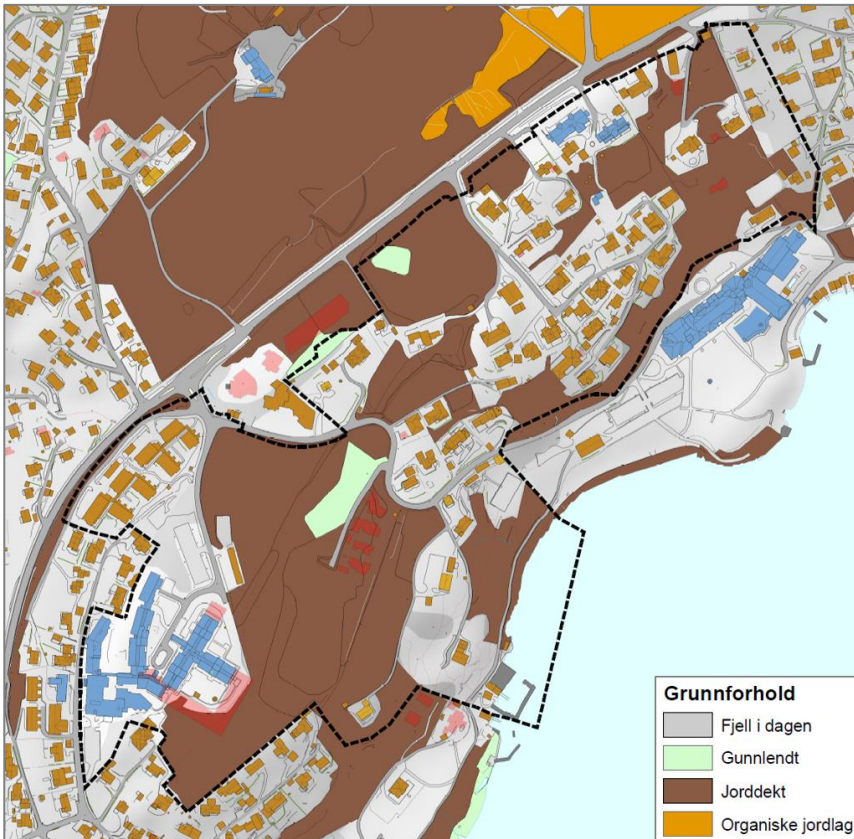 Grunnforhold
Fjell i dagen
Gunnlendt
Jorddekt
Organiske jordlag